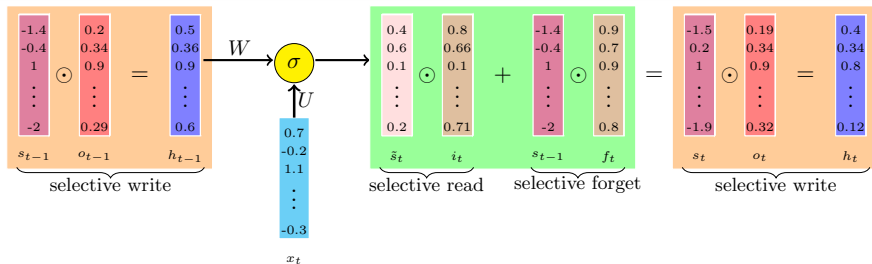 -1.4 0.2 0.5 0.4 0.8 -1.4 0.9 -1.5 0.19 0.4
-0.4 0.34 0.36 W 0.6 0.66 -0.4 0.7 0.2 0.34 0.34
1 ⊙ 0.9 = 0.9 σ 0.1 ⊙ 0.1 + 1 ⊙ 0.9 = 1 ⊙ 0.9 = 0.8
⋮ ⋮ ⋮ U ⋮ ⋮ ⋮ ⋮ ⋮ ⋮ ⋮
-2 0.29 0.6 0.2 0.71 -2 0.8 -1.9 0.32 0.12
s_{t−1} o_{t−1} h_{t−1} s̃_t i_t s_{t−1} f_t s_t o_t h_t
selective write selective read selective forget selective write
0.7
-0.2
1.1
⋮
-0.3
x_t